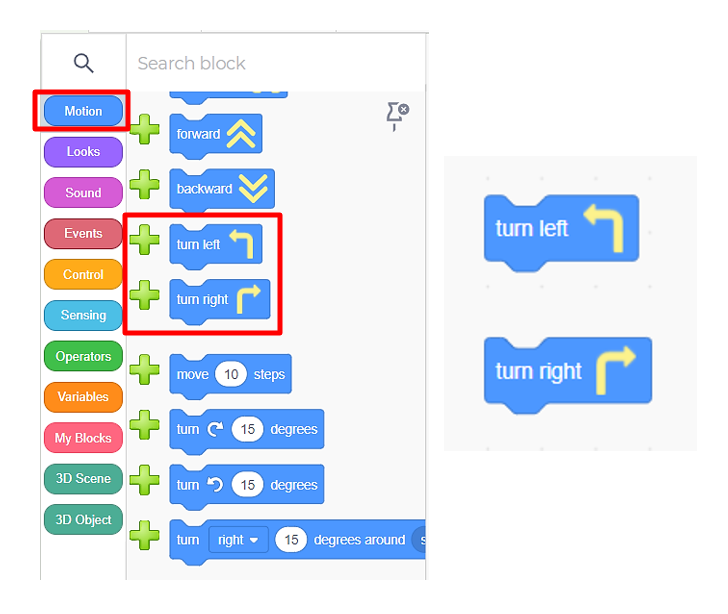 Search block
Motion
Looks
Sound
Events
Control
Sensing
Operators
Variables
My Blocks
3D Scene
3D Object
forward
backward
turn left
turn right
move 10 steps
turn 15 degrees
turn 15 degrees
turn right 15 degrees around
turn left
turn right